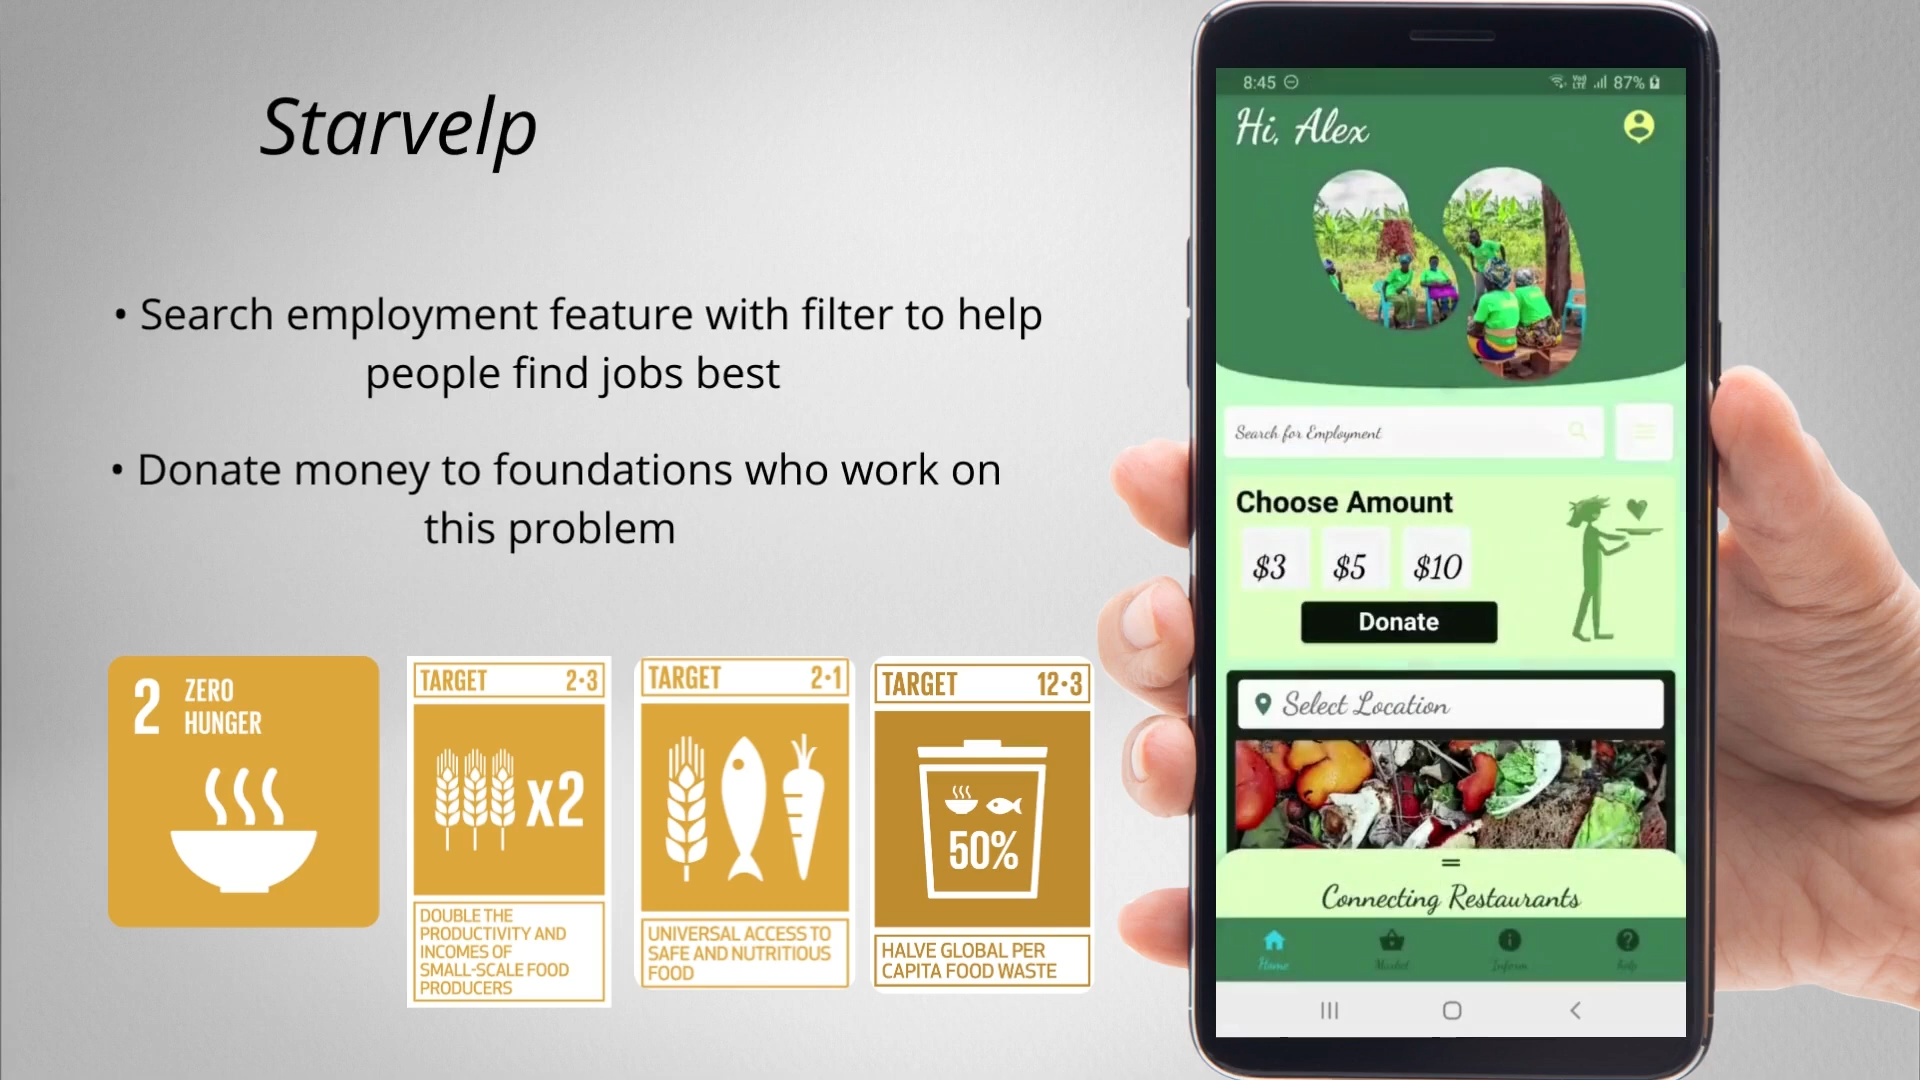 Starvelp
• Search employment feature with filter to help
people find jobs best
• Donate money to foundations who work on
this problem
2 ZERO
HUNGER
TARGET 2·3
x2
DOUBLE THE
PRODUCTIVITY AND
INCOMES OF
SMALL-SCALE FOOD
PRODUCERS
TARGET 2·1
UNIVERSAL ACCESS TO
SAFE AND NUTRITIOUS
FOOD
TARGET 12·3
50%
HALVE GLOBAL PER
CAPITA FOOD WASTE
8:45 87%
Hi, Alex
Search for Employment
Choose Amount
$3 $5 $10
Donate
Select Location
Connecting Restaurants
Home Market Inform help